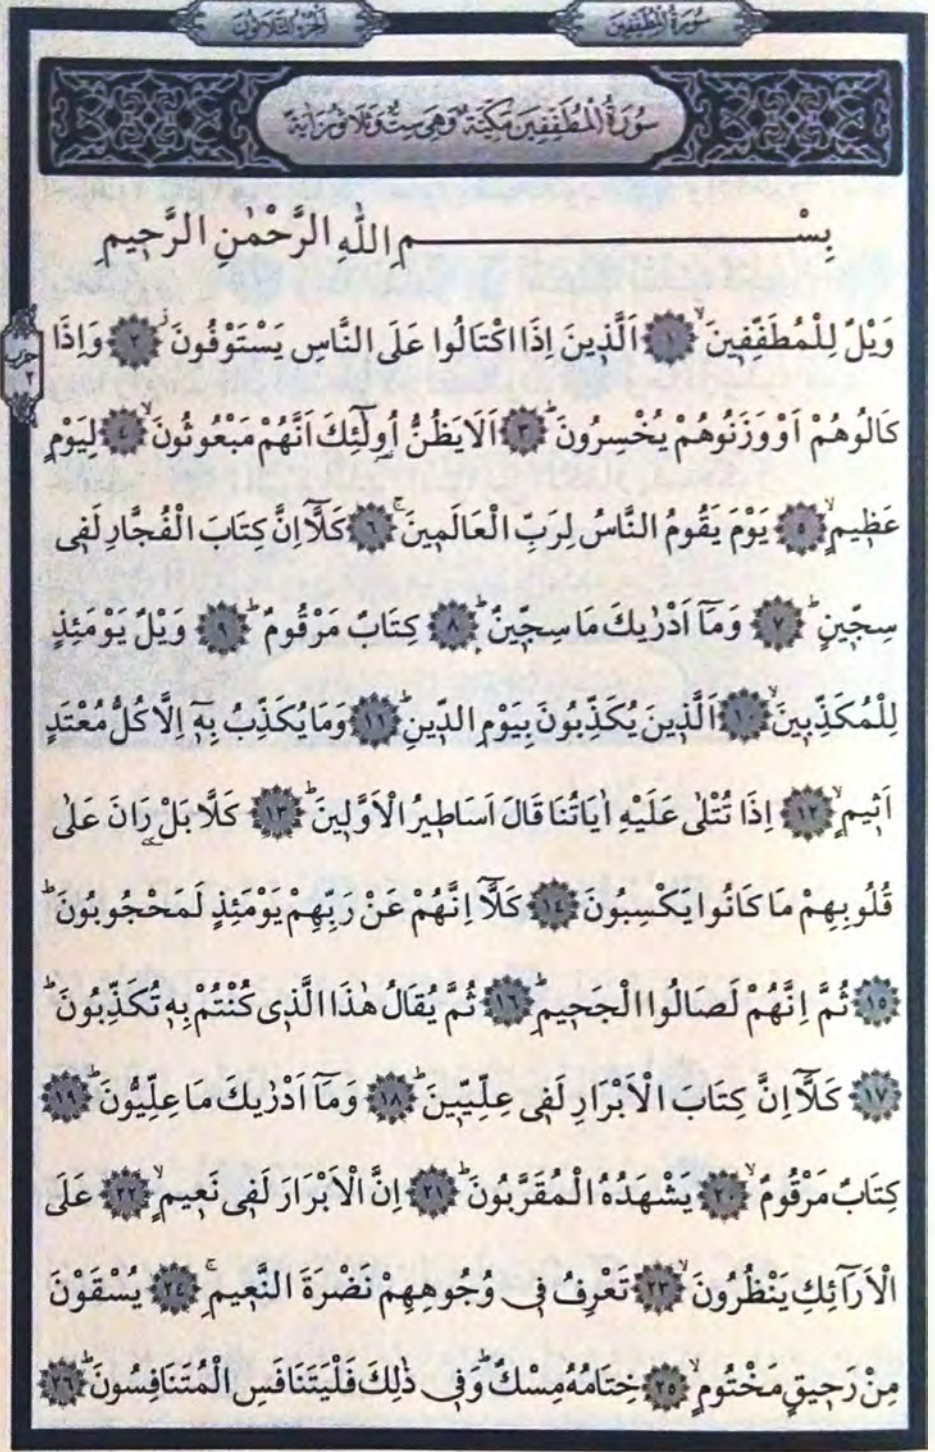 سُورَةُ الْمُطَفِّفِينَ
اَلْجُزْءُ الثَّلَاثُونَ
سُورَةُ الْمُطَفِّفِينَ مَكِّيَّةٌ وَهِيَ سِتٌّ وَثَلَاثُونَ اٰيَةً
بِسْمِ اللّٰهِ الرَّحْمٰنِ الرَّحِيمِ
وَيْلٌ لِلْمُطَفِّفِينَۙ ﴿١﴾ اَلَّذِينَ اِذَا اكْتَالُوا عَلَى النَّاسِ يَسْتَوْفُونَۘ ﴿٢﴾ وَاِذَا
حزب ٢
كَالُوهُمْ اَوْ وَزَنُوهُمْ يُخْسِرُونَۜ ﴿٣﴾ اَلَا يَظُنُّ اُو۬لٰٓئِكَ اَنَّهُمْ مَبْعُوثُونَۙ ﴿٤﴾ لِيَوْمٍ
عَظِيمٍۙ ﴿٥﴾ يَوْمَ يَقُومُ النَّاسُ لِرَبِّ الْعَالَمِينَۚ ﴿٦﴾ كَلَّٓا اِنَّ كِتَابَ الْفُجَّارِ لَفِي
سِجِّينٍۜ ﴿٧﴾ وَمَٓا اَدْرٰيكَ مَا سِجِّينٌۜ ﴿٨﴾ كِتَابٌ مَرْقُومٌۜ ﴿٩﴾ وَيْلٌ يَوْمَئِذٍ
لِلْمُكَذِّبِينَۙ ﴿١٠﴾ اَلَّذِينَ يُكَذِّبُونَ بِيَوْمِ الدِّينِۜ ﴿١١﴾ وَمَا يُكَذِّبُ بِهٖٓ اِلَّا كُلُّ مُعْتَدٍ
اَثِيمٍۙ ﴿١٢﴾ اِذَا تُتْلٰى عَلَيْهِ اٰيَاتُنَا قَالَ اَسَاطِيرُ الْاَوَّلِينَۜ ﴿١٣﴾ كَلَّا بَلْ رَانَ عَلٰى
قُلُوبِهِمْ مَا كَانُوا يَكْسِبُونَ ﴿١٤﴾ كَلَّٓا اِنَّهُمْ عَنْ رَبِّهِمْ يَوْمَئِذٍ لَمَحْجُوبُونَۜ
﴿١٥﴾ ثُمَّ اِنَّهُمْ لَصَالُوا الْجَحِيمِۜ ﴿١٦﴾ ثُمَّ يُقَالُ هٰذَا الَّذِي كُنْتُمْ بِهٖ تُكَذِّبُونَۜ
﴿١٧﴾ كَلَّٓا اِنَّ كِتَابَ الْاَبْرَارِ لَفِي عِلِّيِّينَۜ ﴿١٨﴾ وَمَٓا اَدْرٰيكَ مَا عِلِّيُّونَۜ ﴿١٩﴾
كِتَابٌ مَرْقُومٌۙ ﴿٢٠﴾ يَشْهَدُهُ الْمُقَرَّبُونَۜ ﴿٢١﴾ اِنَّ الْاَبْرَارَ لَفِي نَعِيمٍۙ ﴿٢٢﴾ عَلَى
الْاَرَٓائِكِ يَنْظُرُونَۙ ﴿٢٣﴾ تَعْرِفُ فِي وُجُوهِهِمْ نَضْرَةَ النَّعِيمِۚ ﴿٢٤﴾ يُسْقَوْنَ
مِنْ رَحِيقٍ مَخْتُومٍۙ ﴿٢٥﴾ خِتَامُهُ مِسْكٌۜ وَفِي ذٰلِكَ فَلْيَتَنَافَسِ الْمُتَنَافِسُونَۜ ﴿٢٦﴾